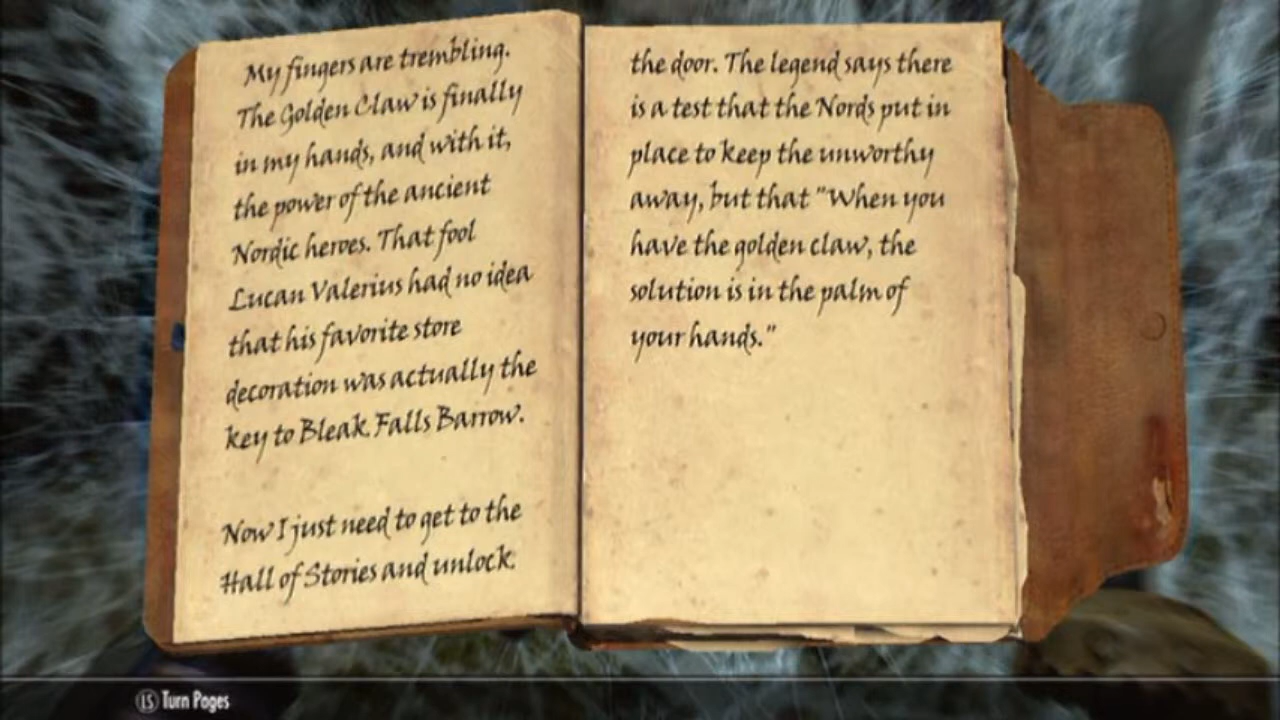 My fingers are trembling.
The Golden Claw is finally
in my hands, and with it,
the power of the ancient
Nordic heroes. That fool
Lucan Valerius had no idea
that his favorite store
decoration was actually the
key to Bleak Falls Barrow.
Now I just need to get to the
Hall of Stories and unlock
the door. The legend says there
is a test that the Nords put in
place to keep the unworthy
away, but that "When you
have the golden claw, the
solution is in the palm of
your hands."
LS Turn Pages